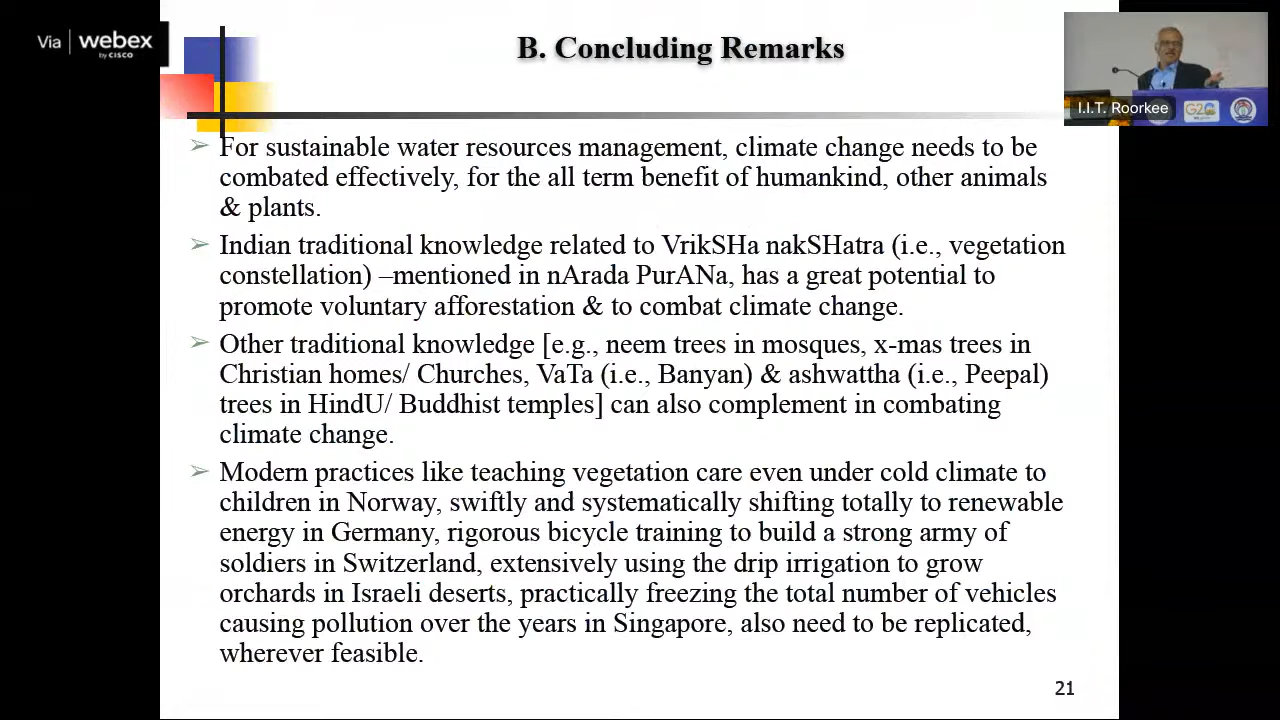 Via webex
by CISCO
B. Concluding Remarks
I.I.T. Roorkee
G20
➢ For sustainable water resources management, climate change needs to be
combated effectively, for the all term benefit of humankind, other animals
& plants.
➢ Indian traditional knowledge related to VrikSHa nakSHatra (i.e., vegetation
constellation) –mentioned in nArada PurANa, has a great potential to
promote voluntary afforestation & to combat climate change.
➢ Other traditional knowledge [e.g., neem trees in mosques, x-mas trees in
Christian homes/ Churches, VaTa (i.e., Banyan) & ashwattha (i.e., Peepal)
trees in HindU/ Buddhist temples] can also complement in combating
climate change.
➢ Modern practices like teaching vegetation care even under cold climate to
children in Norway, swiftly and systematically shifting totally to renewable
energy in Germany, rigorous bicycle training to build a strong army of
soldiers in Switzerland, extensively using the drip irrigation to grow
orchards in Israeli deserts, practically freezing the total number of vehicles
causing pollution over the years in Singapore, also need to be replicated,
wherever feasible.
21